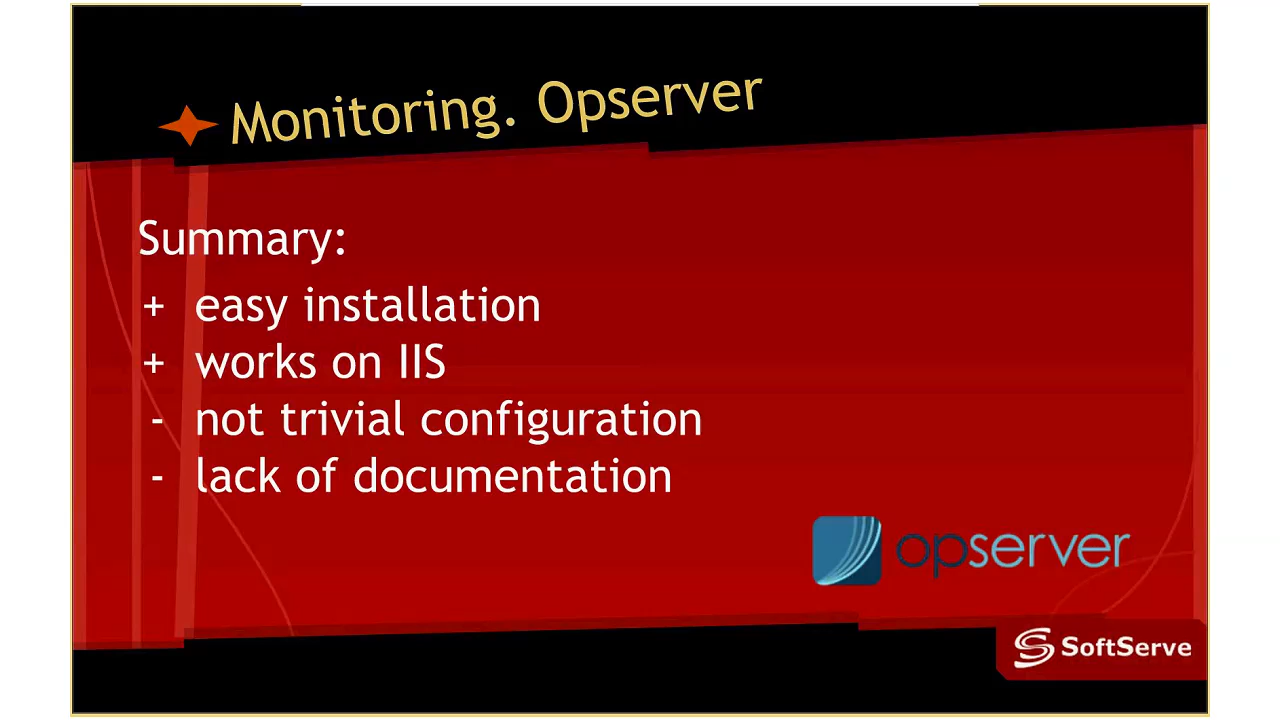 Monitoring. Opserver
Summary:
+ easy installation
+ works on IIS
- not trivial configuration
- lack of documentation
opserver
SoftServe